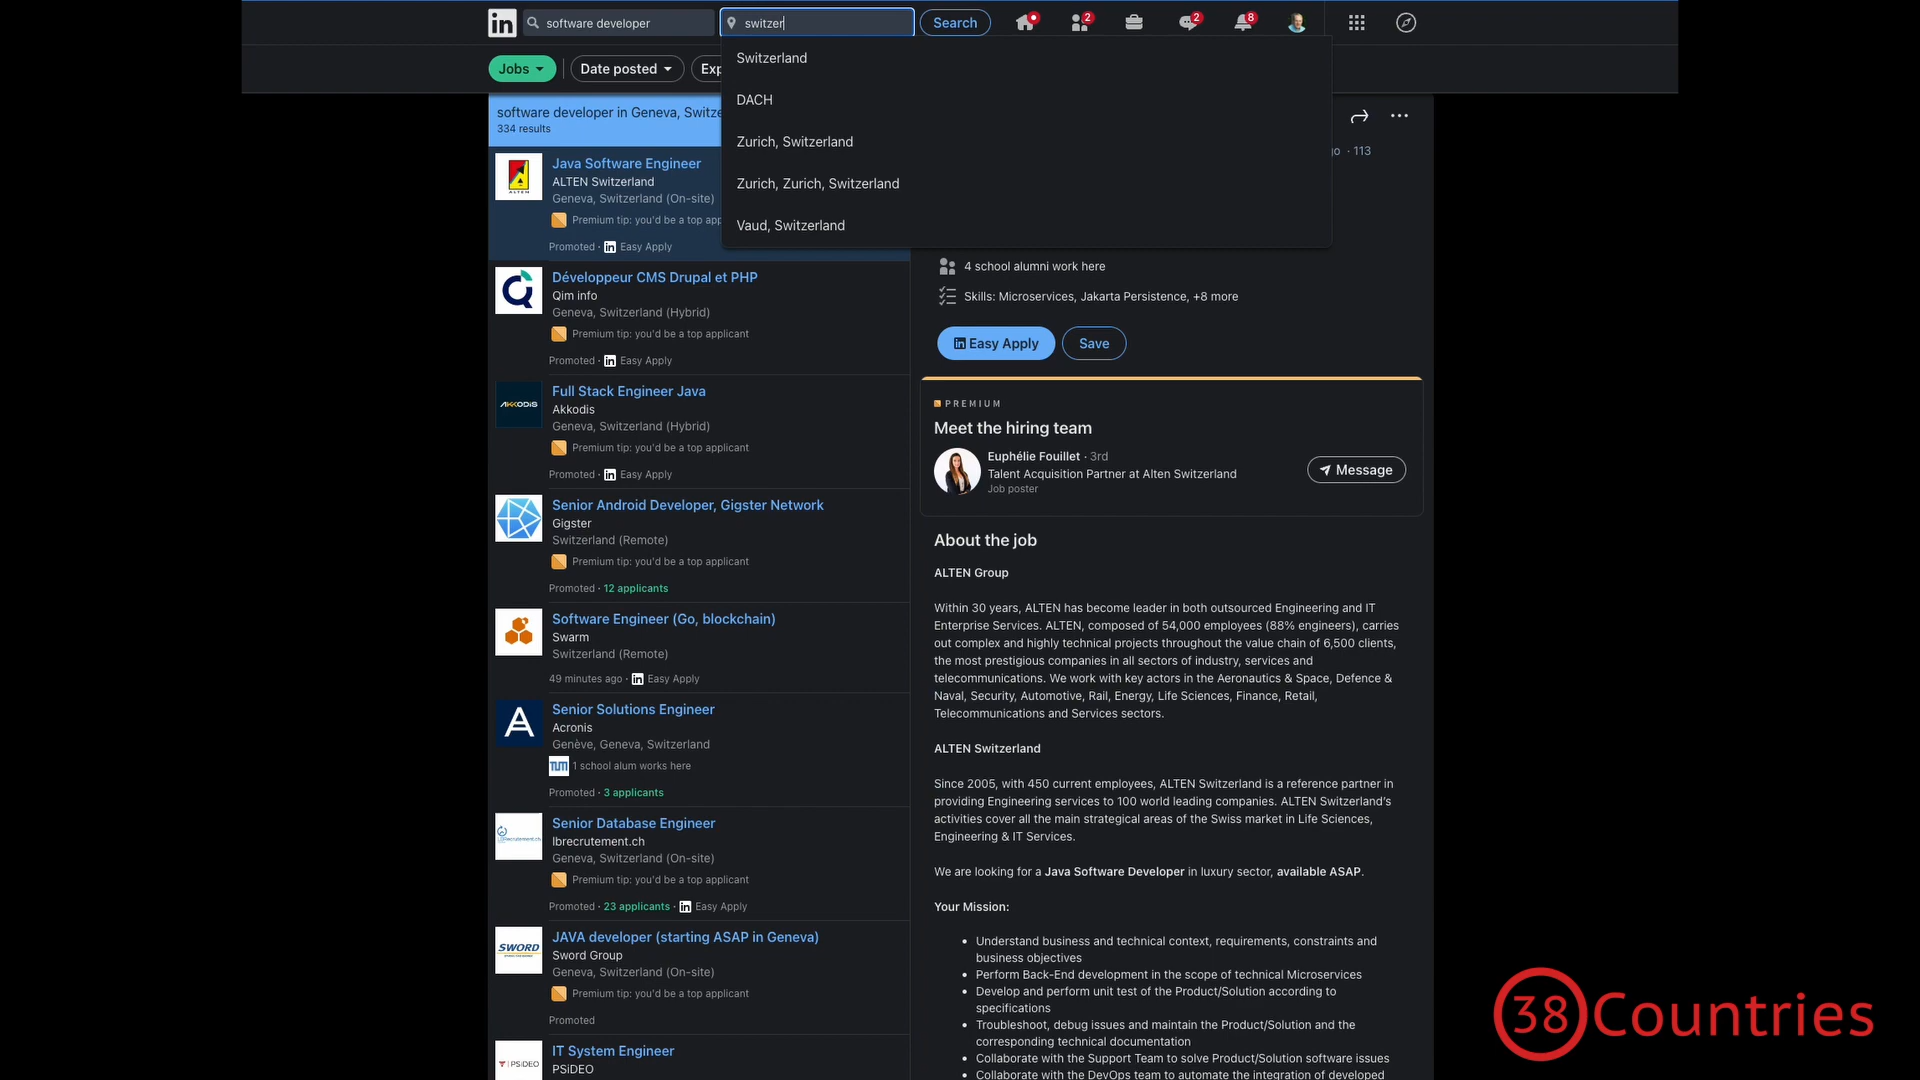 in
software developer
switzer
Search
2
2
8
Jobs
Date posted
Exp
Switzerland
DACH
Zurich, Switzerland
Zurich, Zurich, Switzerland
Vaud, Switzerland
software developer in Geneva, Switze
334 results
go · 113
ALTEN
Java Software Engineer
ALTEN Switzerland
Geneva, Switzerland (On-site)
Premium tip: you'd be a top app
Promoted · in Easy Apply
Développeur CMS Drupal et PHP
Qim info
Geneva, Switzerland (Hybrid)
Premium tip: you'd be a top applicant
Promoted · in Easy Apply
AKKODIS
Full Stack Engineer Java
Akkodis
Geneva, Switzerland (Hybrid)
Premium tip: you'd be a top applicant
Promoted · in Easy Apply
Senior Android Developer, Gigster Network
Gigster
Switzerland (Remote)
Premium tip: you'd be a top applicant
Promoted · 12 applicants
Software Engineer (Go, blockchain)
Swarm
Switzerland (Remote)
49 minutes ago · in Easy Apply
A
Senior Solutions Engineer
Acronis
Genève, Geneva, Switzerland
TUM 1 school alum works here
Promoted · 3 applicants
Senior Database Engineer
lbrecrutement.ch
Geneva, Switzerland (On-site)
Premium tip: you'd be a top applicant
Promoted · 23 applicants · in Easy Apply
SWORD
JAVA developer (starting ASAP in Geneva)
Sword Group
Geneva, Switzerland (On-site)
Premium tip: you'd be a top applicant
Promoted
PSIDEO
IT System Engineer
PSiDEO
4 school alumni work here
Skills: Microservices, Jakarta Persistence, +8 more
in Easy Apply
Save
PREMIUM
Meet the hiring team
Euphélie Fouillet · 3rd
Talent Acquisition Partner at Alten Switzerland
Job poster
Message
About the job
ALTEN Group
Within 30 years, ALTEN has become leader in both outsourced Engineering and IT
Enterprise Services. ALTEN, composed of 54,000 employees (88% engineers), carries
out complex and highly technical projects throughout the value chain of 6,500 clients,
the most prestigious companies in all sectors of industry, services and
telecommunications. We work with key actors in the Aeronautics & Space, Defence &
Naval, Security, Automotive, Rail, Energy, Life Sciences, Finance, Retail,
Telecommunications and Services sectors.
ALTEN Switzerland
Since 2005, with 450 current employees, ALTEN Switzerland is a reference partner in
providing Engineering services to 100 world leading companies. ALTEN Switzerland's
activities cover all the main strategical areas of the Swiss market in Life Sciences,
Engineering & IT Services.
We are looking for a Java Software Developer in luxury sector, available ASAP.
Your Mission:
• Understand business and technical context, requirements, constraints and
business objectives
• Perform Back-End development in the scope of technical Microservices
• Develop and perform unit test of the Product/Solution according to
specifications
• Troubleshoot, debug issues and maintain the Product/Solution and the
corresponding technical documentation
• Collaborate with the Support Team to solve Product/Solution software issues
• Collaborate with the DevOps team to automate the integration of developed
38 Countries